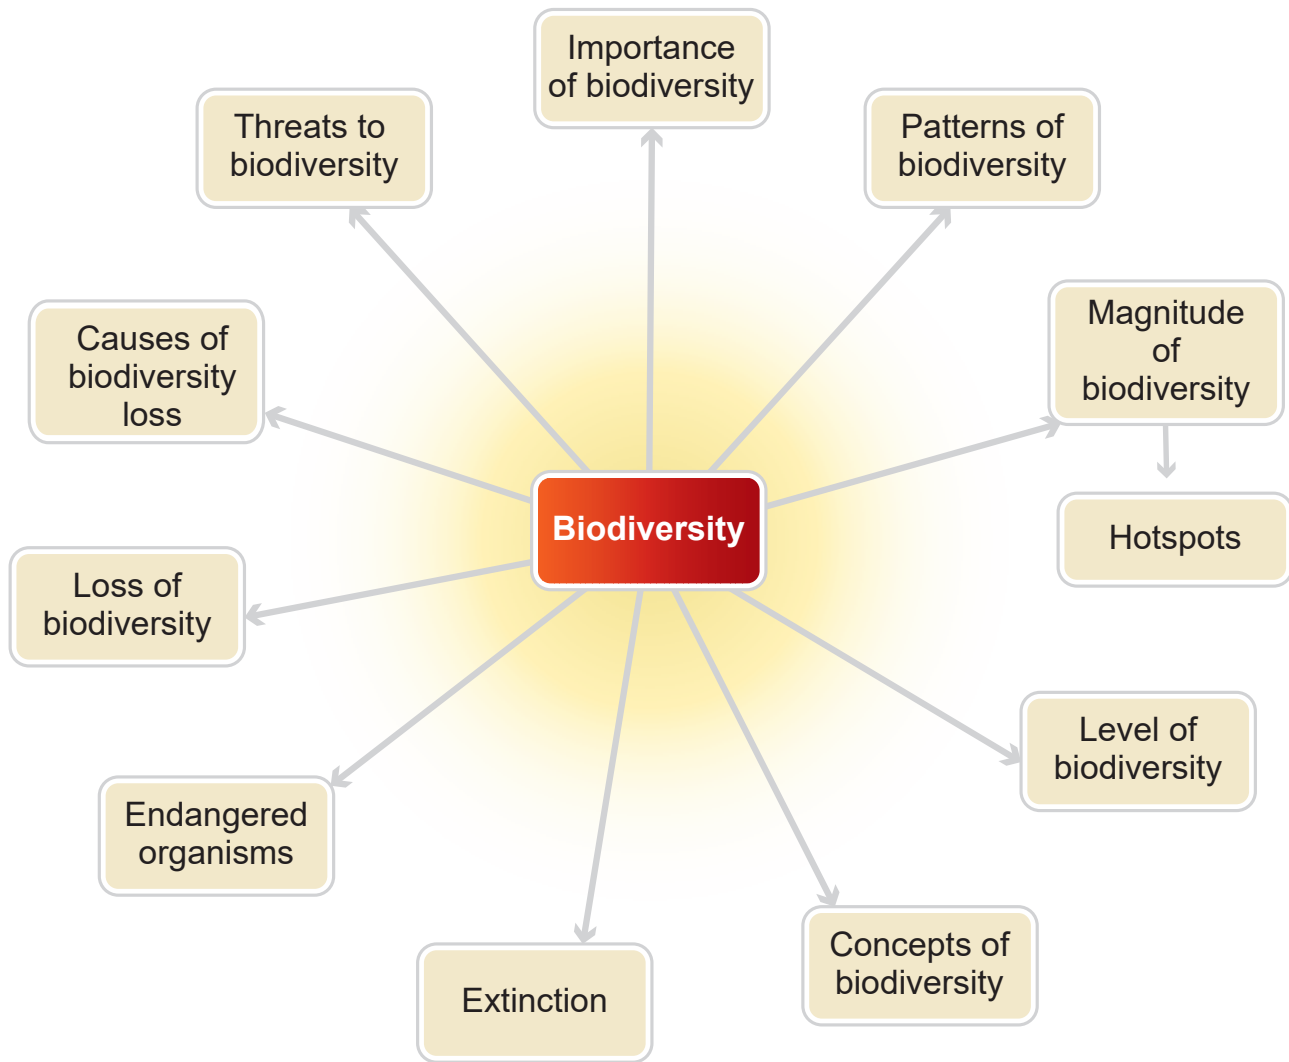 Importance
of biodiversity
Threats to
biodiversity
Patterns of
biodiversity
Causes of
biodiversity
loss
Magnitude
of
biodiversity
Biodiversity
Hotspots
Loss of
biodiversity
Level of
biodiversity
Endangered
organisms
Concepts of
biodiversity
Extinction